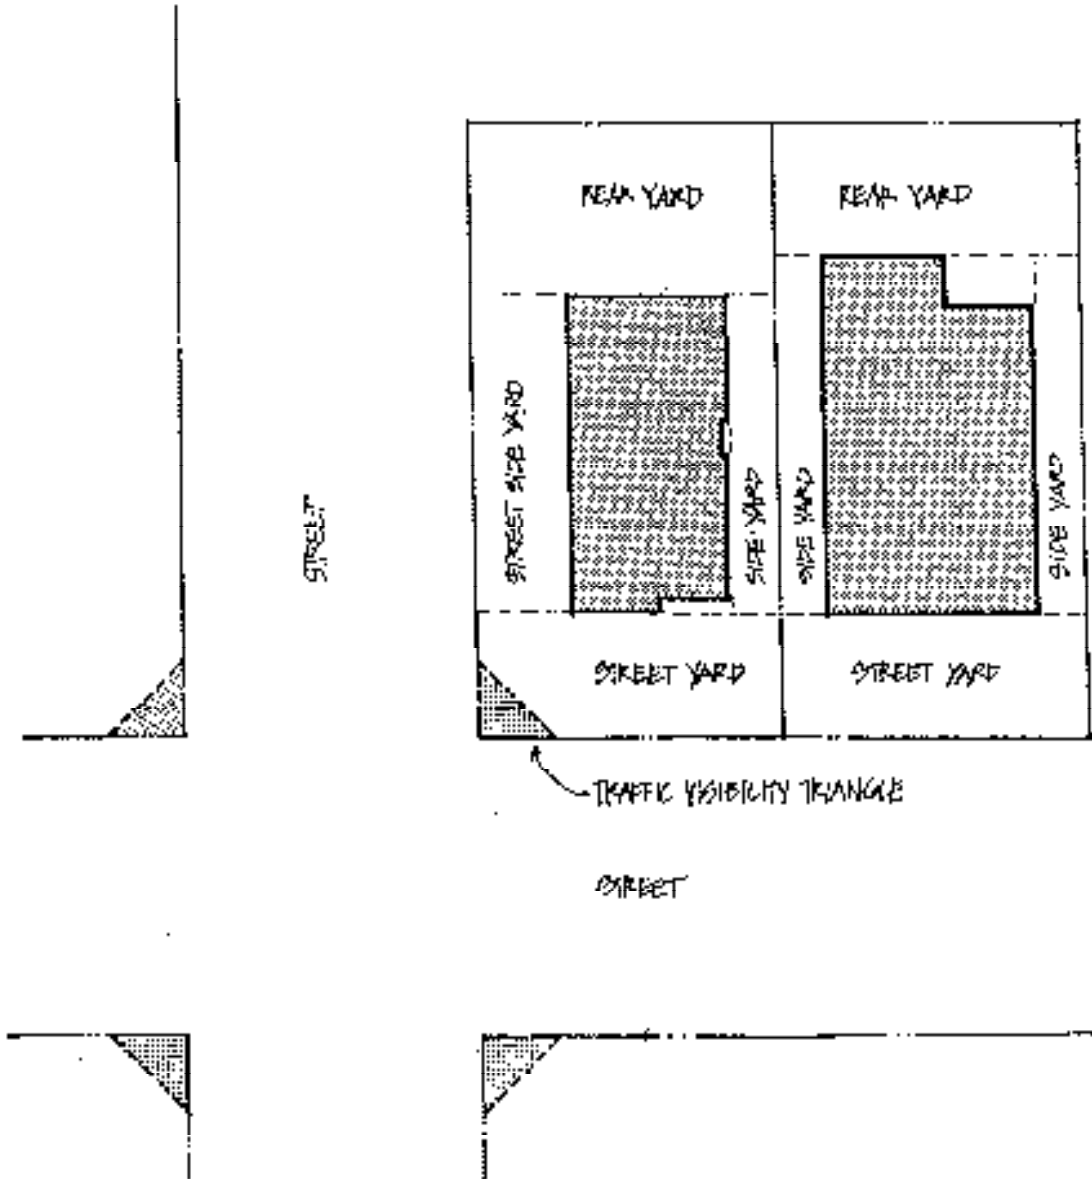 REAR YARD
REAR YARD
STREET SIDE YARD
SIDE YARD
SIDE YARD
SIDE YARD
STREET
STREET YARD
STREET YARD
TRAFFIC VISIBILITY TRIANGLE
STREET